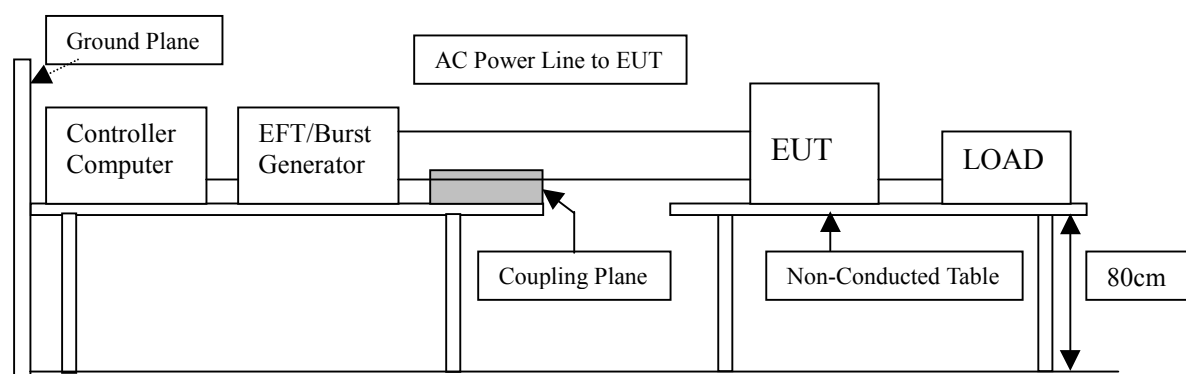 Ground Plane
AC Power Line to EUT
Controller
Computer
EFT/Burst
Generator
EUT
LOAD
Coupling Plane
Non-Conducted Table
80cm